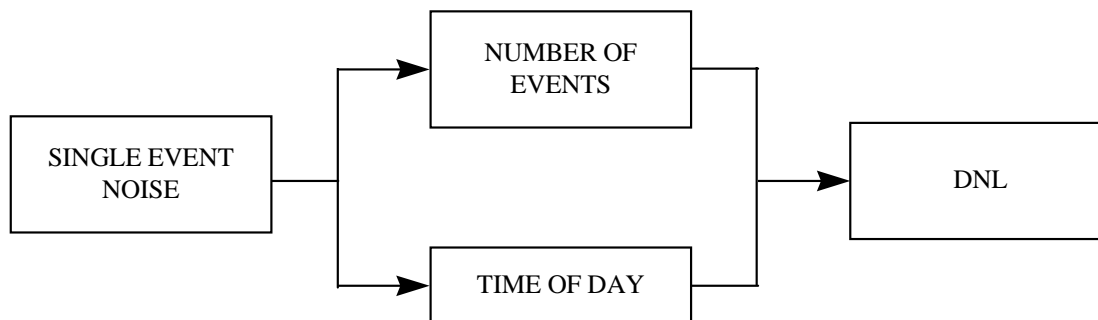 SINGLE EVENT
NOISE
NUMBER OF
EVENTS
TIME OF DAY
DNL